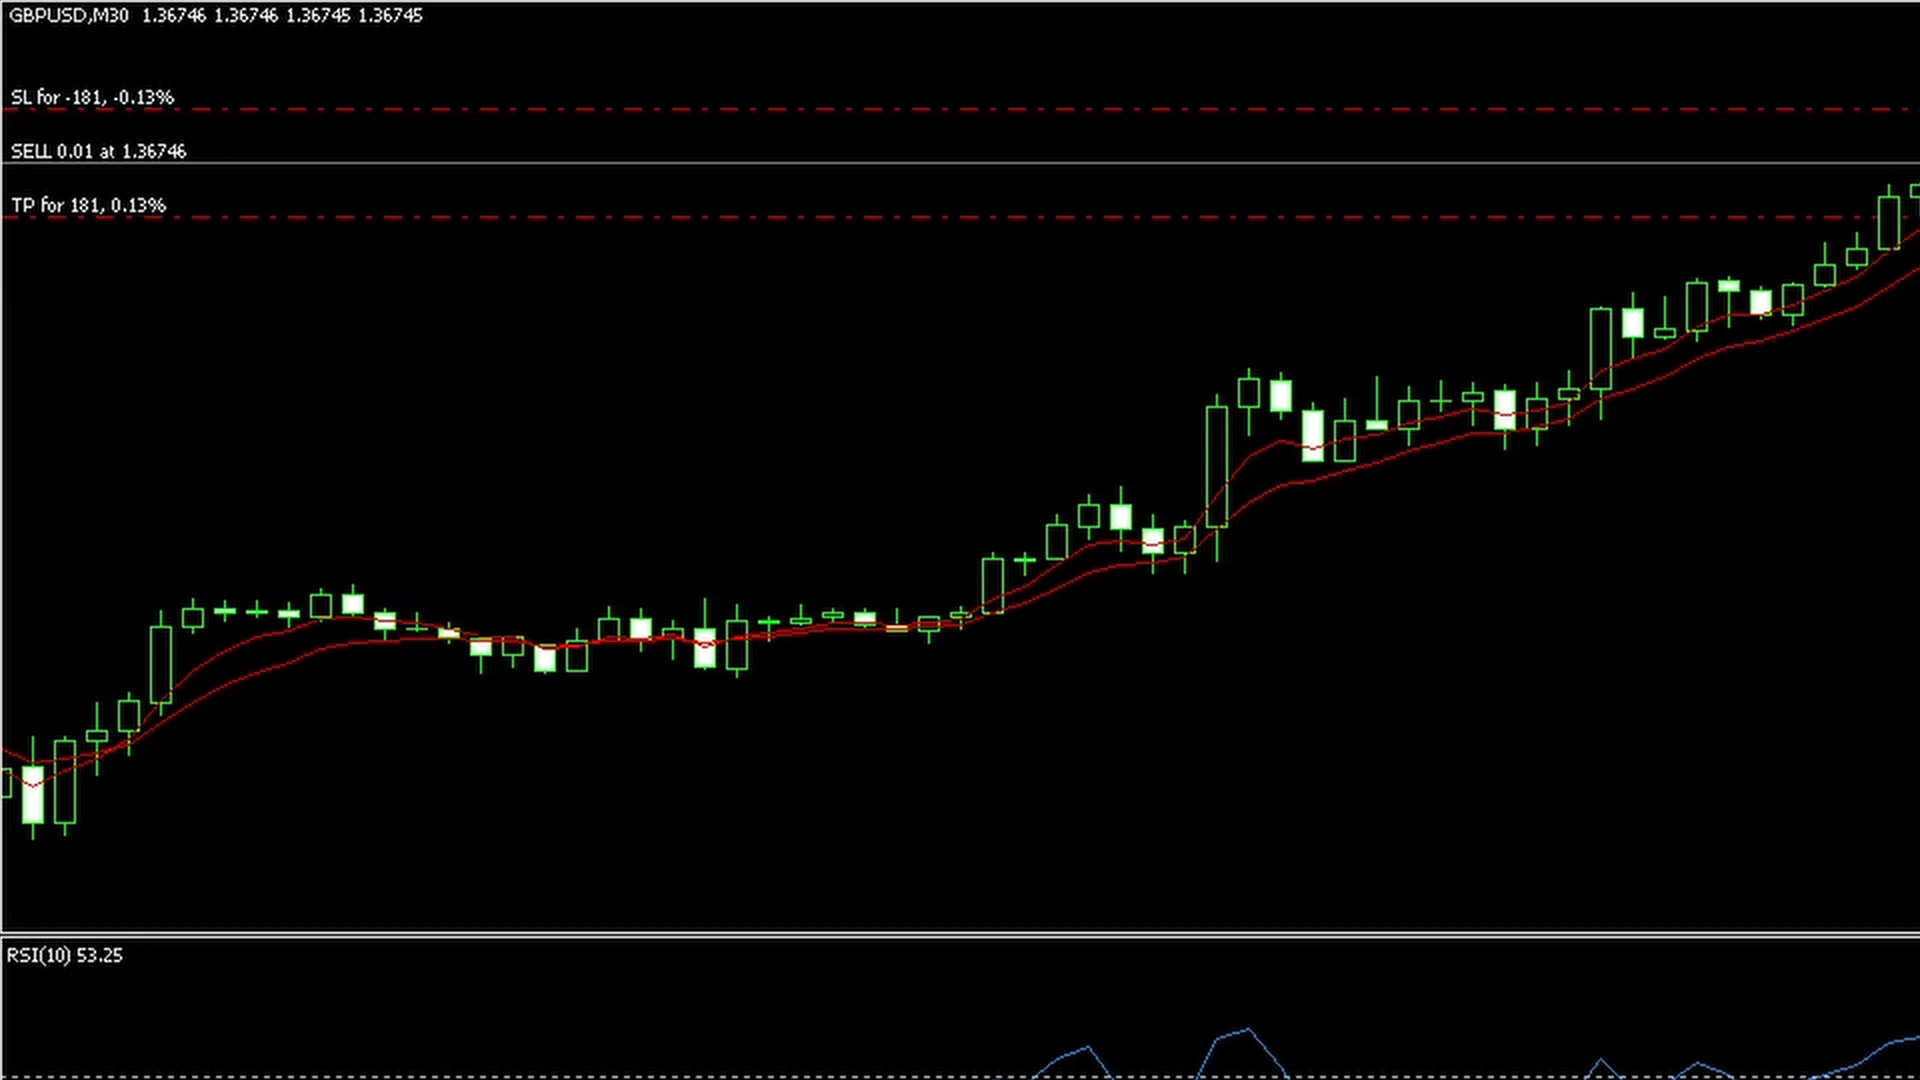 GBPUSD,M30 1.36746 1.36746 1.36745 1.36745
SL for -181, -0.13%
SELL 0.01 at 1.36746
TP for 181, 0.13%
RSI(10) 53.25